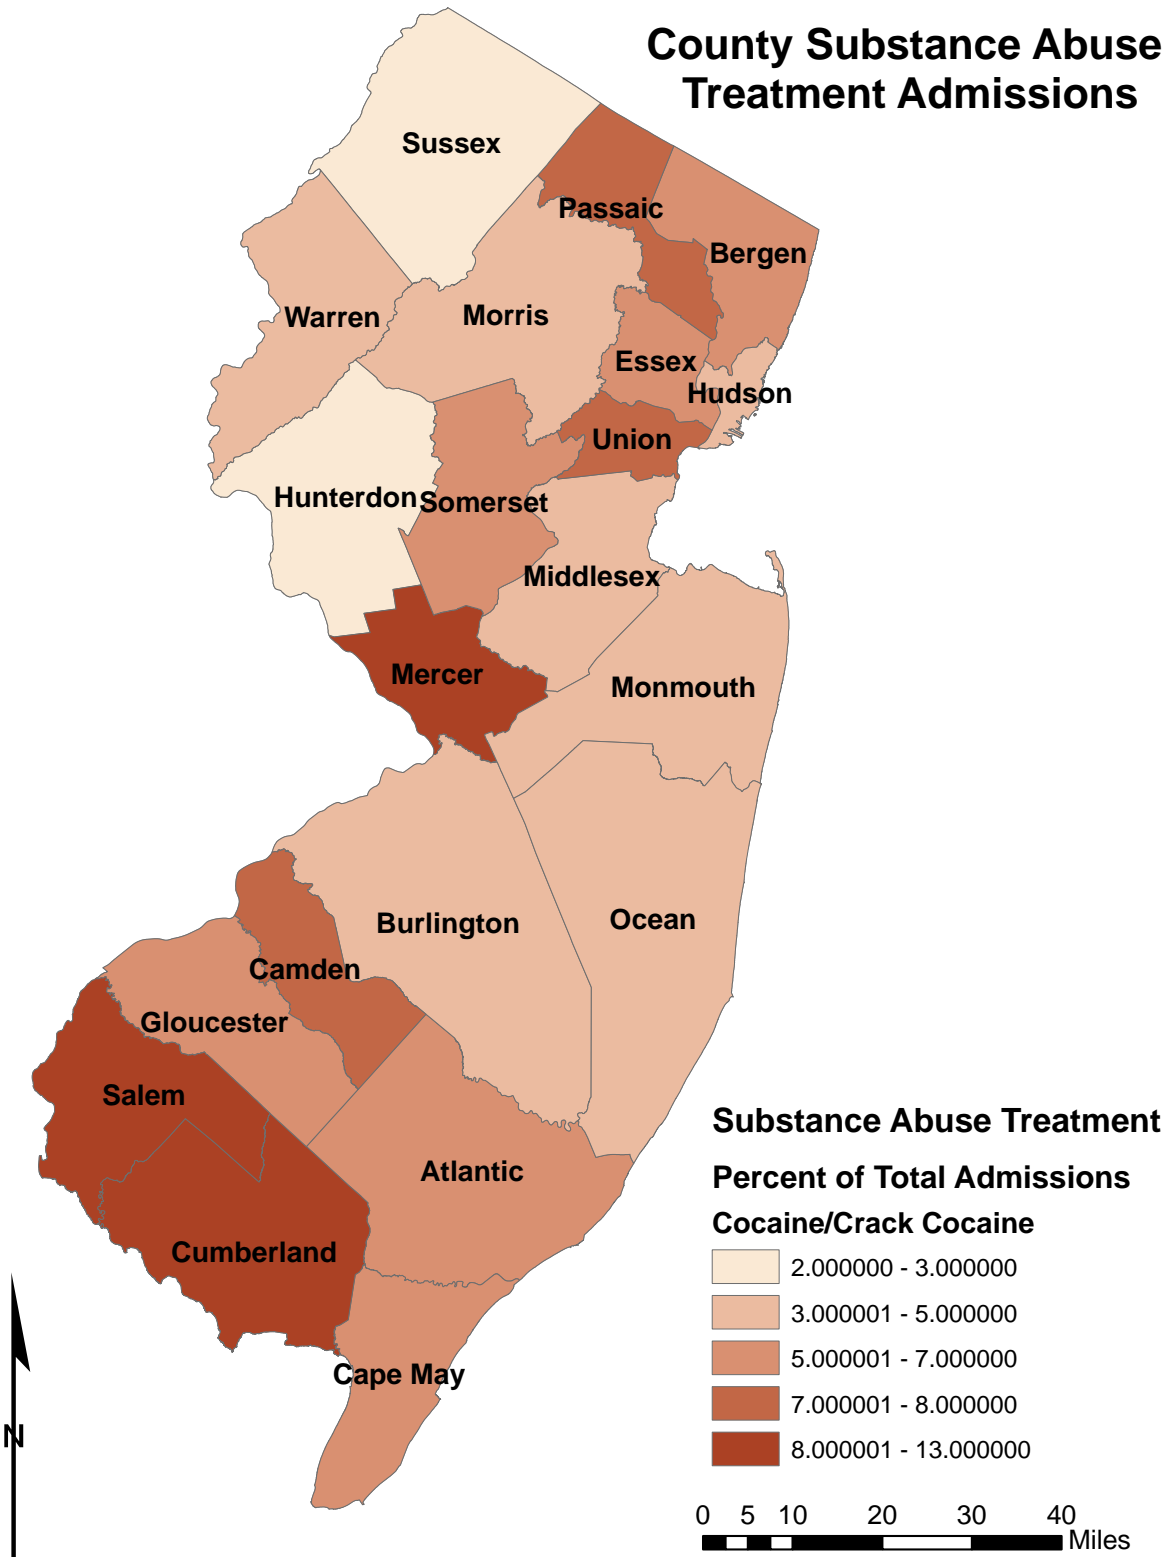 County Substance Abuse
Treatment Admissions
Sussex
Passaic
Bergen
Warren
Morris
Essex
Hudson
Union
Hunterdon
Somerset
Middlesex
Mercer
Monmouth
Burlington
Ocean
Camden
Gloucester
Salem
Atlantic
Cumberland
Cape May
Substance Abuse Treatment
Percent of Total Admissions
Cocaine/Crack Cocaine
2.000000 - 3.000000
3.000001 - 5.000000
5.000001 - 7.000000
7.000001 - 8.000000
8.000001 - 13.000000
N
0 5 10 20 30 40
Miles